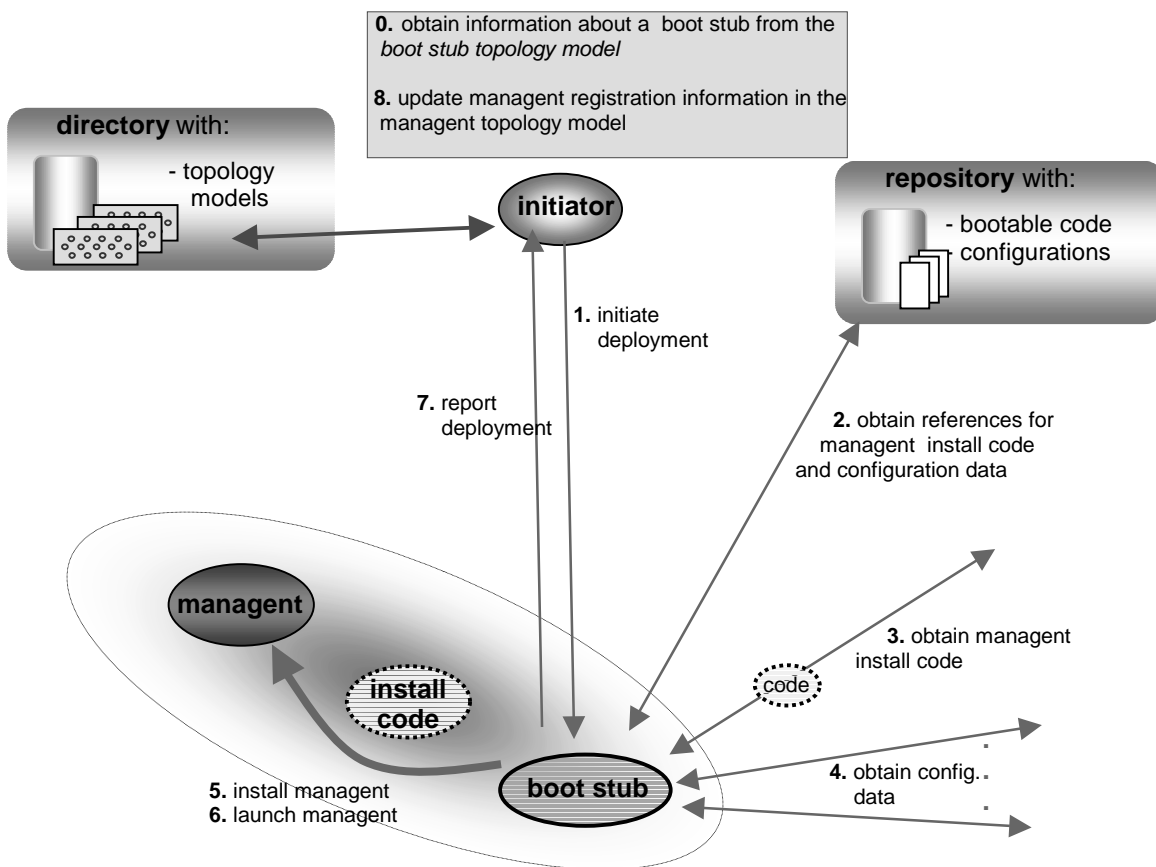 0. obtain information about a boot stub from the
boot stub topology model
8. update managent registration information in the
managent topology model
directory with:
- topology
models
initiator
repository with:
- bootable code
- configurations
1. initiate
deployment
7. report
deployment
2. obtain references for
managent install code
and configuration data
managent
3. obtain managent
install code
code
install
code
4. obtain config.
data
boot stub
5. install managent
6. launch managent